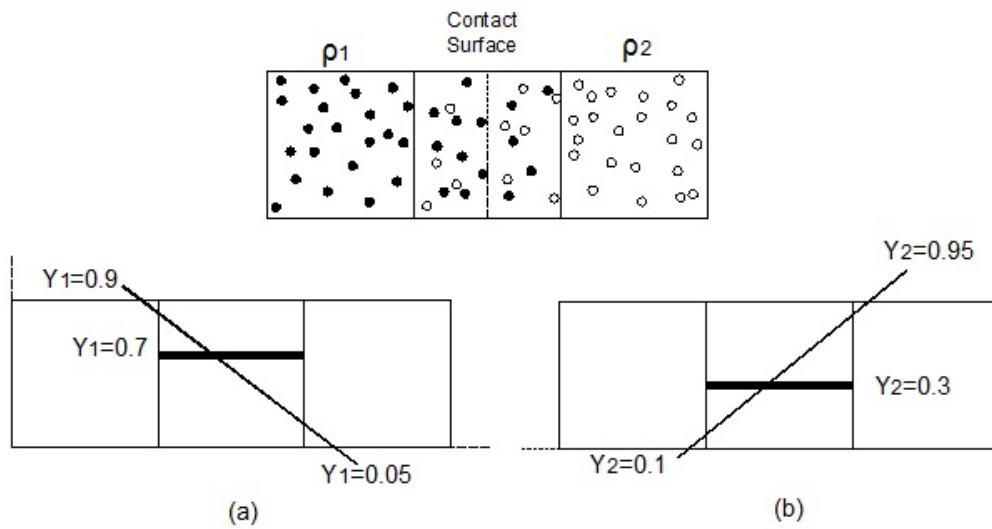 Contact
Surface
ρ1
ρ2
Y1=0.9
Y1=0.7
Y1=0.05
(a)
Y2=0.95
Y2=0.3
Y2=0.1
(b)